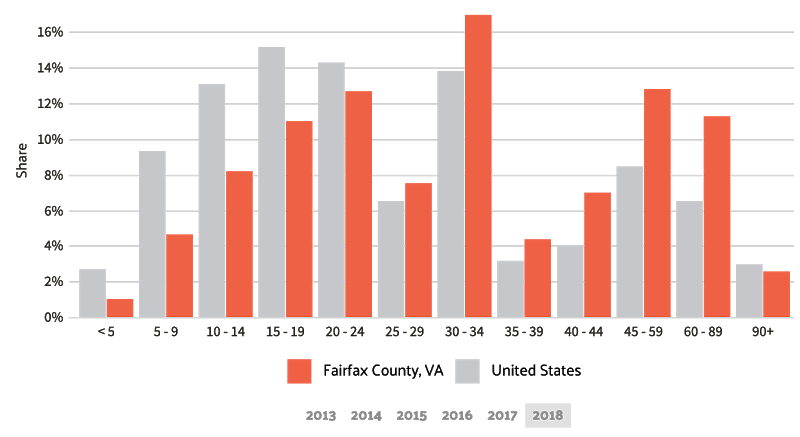 16%
14%
12%
10%
8%
6%
4%
2%
0%
Share
< 5 5 - 9 10 - 14 15 - 19 20 - 24 25 - 29 30 - 34 35 - 39 40 - 44 45 - 59 60 - 89 90+
Fairfax County, VA United States
2013 2014 2015 2016 2017 2018